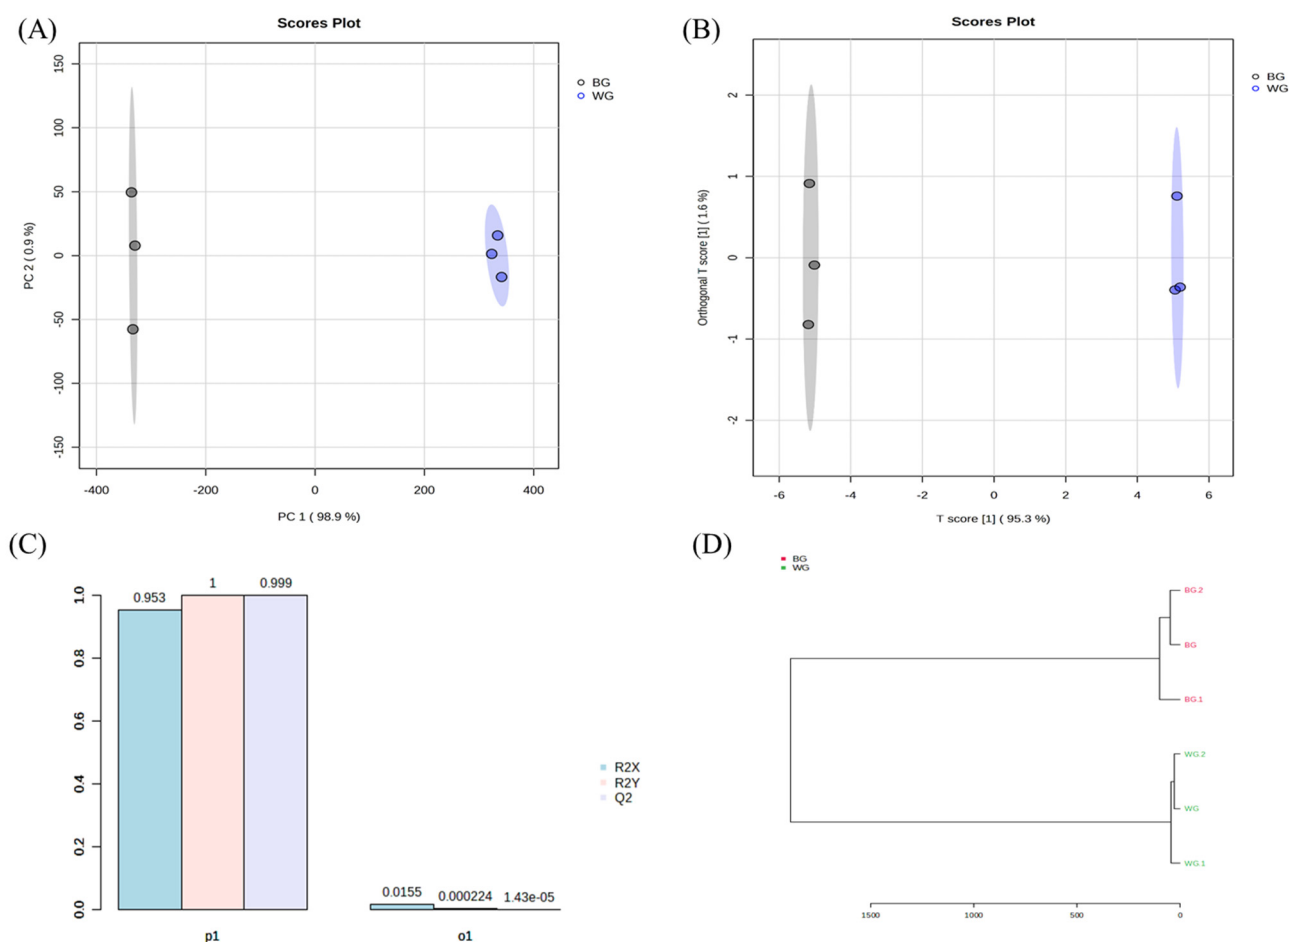 (A)
Scores Plot
150
100
50
0
-50
-100
-150
PC 2 ( 0.9 %)
-400
-200
0
200
400
PC 1 ( 98.9 %)
BG
WG
(B)
Scores Plot
2
1
0
-1
-2
Orthogonal T score [1] ( 1.6 %)
-6
-4
-2
0
2
4
6
T score [1] ( 95.3 %)
BG
WG
(C)
1.0
0.8
0.6
0.4
0.2
0.0
0.953
1
0.999
0.0155
0.000224
1.43e-05
p1
o1
R2X
R2Y
Q2
(D)
BG
WG
BG.2
BG
BG.1
WG.2
WG
WG.1
1500
1000
500
0